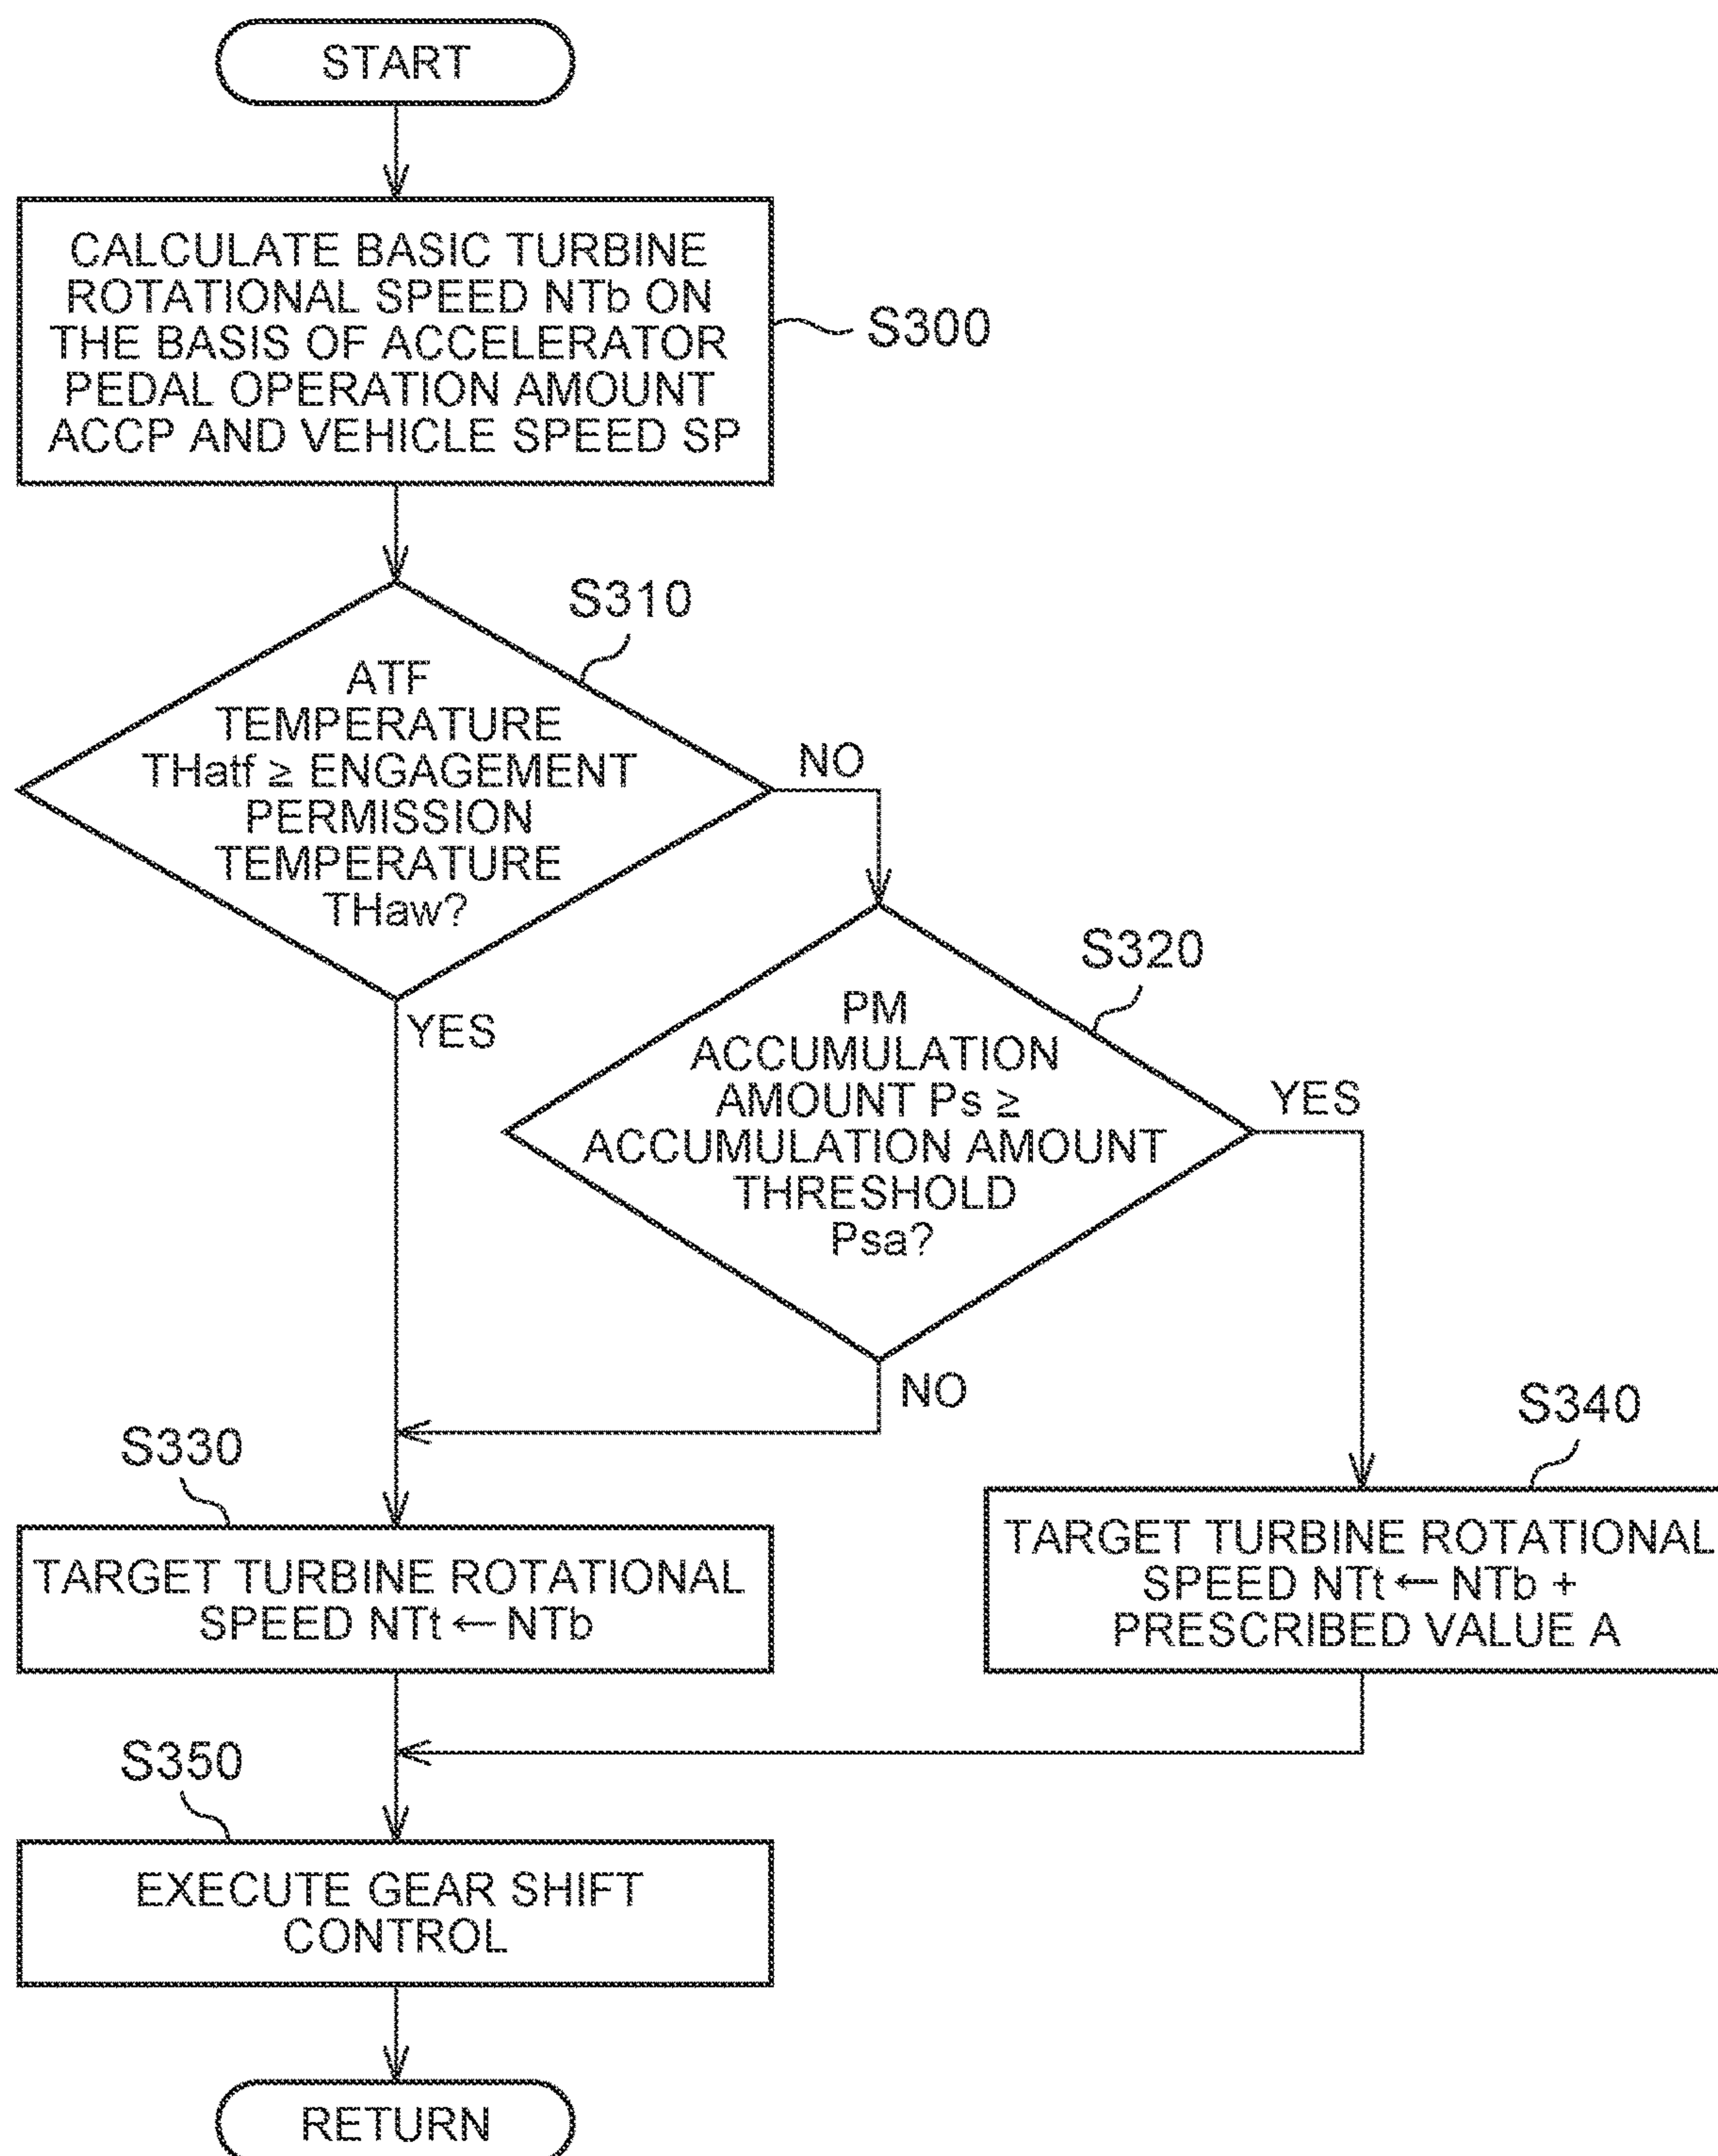 START
CALCULATE BASIC TURBINE
ROTATIONAL SPEED NTb ON
THE BASIS OF ACCELERATOR
PEDAL OPERATION AMOUNT
ACCP AND VEHICLE SPEED SP
S300
S310
ATF
TEMPERATURE
THatf ≥ ENGAGEMENT
PERMISSION
TEMPERATURE
THaw?
NO
YES
S320
PM
ACCUMULATION
AMOUNT Ps ≥
ACCUMULATION AMOUNT
THRESHOLD
Psa?
YES
NO
S330
TARGET TURBINE ROTATIONAL
SPEED NTt ← NTb
S340
TARGET TURBINE ROTATIONAL
SPEED NTt ← NTb +
PRESCRIBED VALUE A
S350
EXECUTE GEAR SHIFT
CONTROL
RETURN